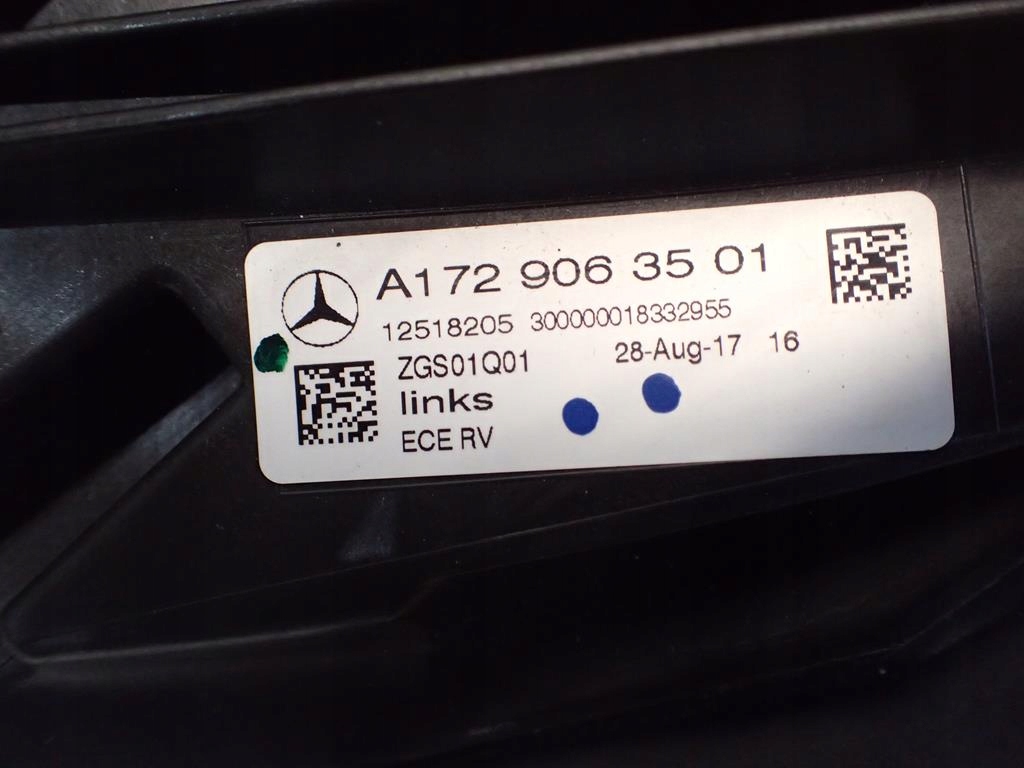 A172 906 35 01
12518205 300000018332955
ZGS01Q01 28-Aug-17 16
links
ECE RV